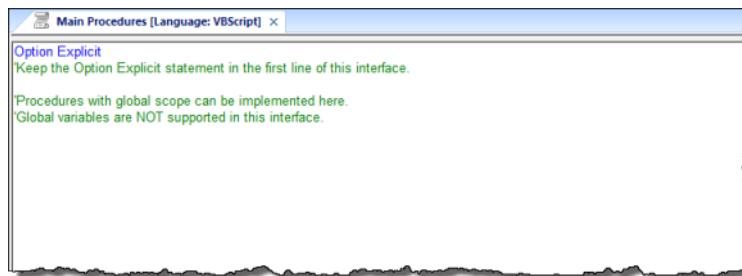 Main Procedures [Language: VBScript] ×
Option Explicit
'Keep the Option Explicit statement in the first line of this interface.
'Procedures with global scope can be implemented here.
'Global variables are NOT supported in this interface.